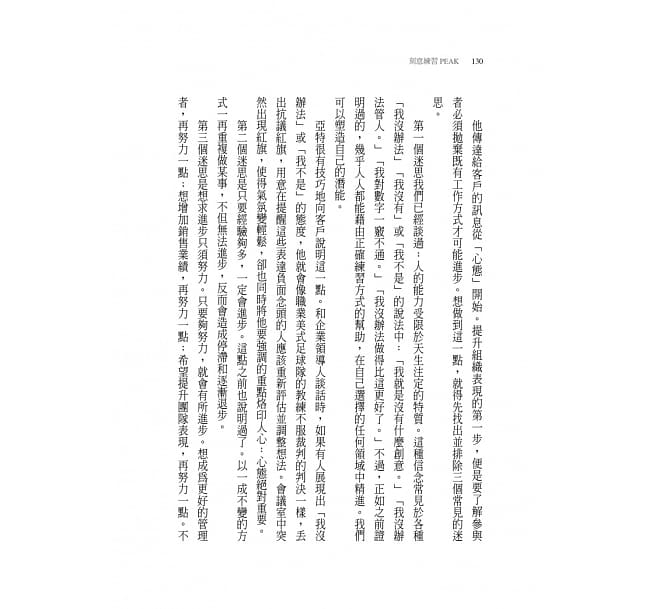 刻意練習 PEAK 130
他傳達給客戶的訊息從「心態」開始。提升組織表現的第一步，便是要了解參與
者必須拋棄既有工作方式才可能進步。想做到這一點，就得先找出並排除三個常見的迷
思。
第一個迷思我們已經談過：人的能力受限於天生注定的特質。這種信念常見於各種
「我沒辦法」「我沒有」或「我不是」的說法中：「我就是沒有什麼創意。」「我沒辦
法管人。」「我對數字一竅不通。」「我沒辦法做得比這更好了。」不過，正如之前證
明過的，幾乎人人都能藉由正確練習方式的幫助，在自己選擇的任何領域中精進。我們
可以塑造自己的潛能。
亞特很有技巧地向客戶說明這一點。和企業領導人談話時，如果有人展現出「我沒
辦法」或「我不是」的態度，他就會像職業美式足球隊的教練不服裁判的判決一樣，丟
出抗議紅旗，用意在提醒這些表達負面念頭的人應該重新評估並調整想法。會議室中突
然出現紅旗，使得氣氛變輕鬆，卻也同時將他要強調的重點烙印人心：心態絕對重要。
第二個迷思是只要經驗夠多，一定會進步。這點之前也說明過了。以一成不變的方
式一再重複做某事，不但無法進步，反而會造成停滯和逐漸退步。
第三個迷思是想求進步只須努力。只要夠努力，就會有所進步。想成爲更好的管理
者，再努力一點；想增加銷售業績，再努力一點；希望提升團隊表現，再努力一點。不